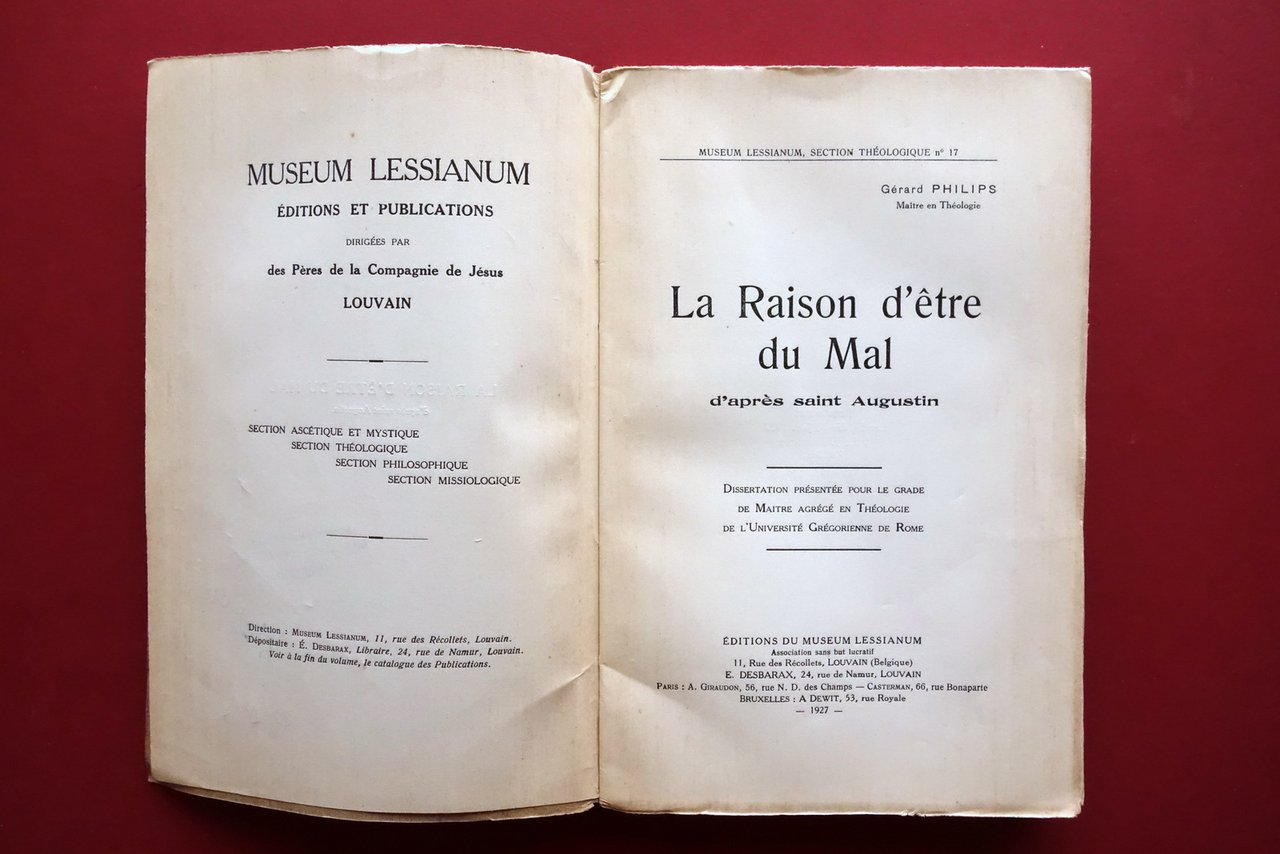 MUSEUM LESSIANUM
ÉDITIONS ET PUBLICATIONS
DIRIGÉES PAR
des Pères de la Compagnie de Jésus
LOUVAIN
SECTION ASCÉTIQUE ET MYSTIQUE
SECTION THÉOLOGIQUE
SECTION PHILOSOPHIQUE
SECTION MISSIOLOGIQUE
Direction : MUSEUM LESSIANUM, 11, rue des Récollets, Louvain.
Dépositaire : É. DESBARAX, Libraire, 24, rue de Namur, Louvain.
Voir à la fin du volume, le catalogue des Publications.
MUSEUM LESSIANUM, SECTION THÉOLOGIQUE nº 17
Gérard PHILIPS
Maître en Théologie
La Raison d'être
du Mal
d'après saint Augustin
DISSERTATION PRÉSENTÉE POUR LE GRADE
DE MAITRE AGRÉGÉ EN THÉOLOGIE
DE L'UNIVERSITÉ GRÉGORIENNE DE ROME
ÉDITIONS DU MUSEUM LESSIANUM
Association sans but lucratif
11, Rue des Récollets, LOUVAIN (Belgique)
E. DESBARAX, 24, rue de Namur, LOUVAIN
PARIS : A. GIRAUDON, 56, rue N. D. des Champs — CASTERMAN, 66, rue Bonaparte
BRUXELLES : A DEWIT, 53, rue Royale
— 1927 —